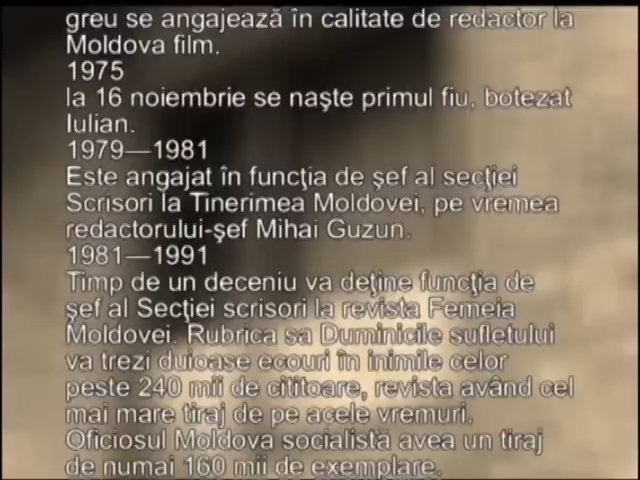 greu se angajează în calitate de redactor la
Moldova film.
1975
la 16 noiembrie se naşte primul fiu, botezat
Iulian.
1979—1981
Este angajat în funcţia de şef al secţiei
Scrisori la Tinerimea Moldovei, pe vremea
redactorului-şef Mihai Guzun.
1981—1991
Timp de un deceniu va deţine funcţia de
şef al Secţiei scrisori la revista Femeia
Moldovei. Rubrica sa Duminicile sufletului
va trezi duioase ecouri în inimile celor
peste 240 mii de cititoare, revista având cel
mai mare tiraj de pe acele vremuri.
Oficiosul Moldova socialistă avea un tiraj
de numai 160 mii de exemplare.